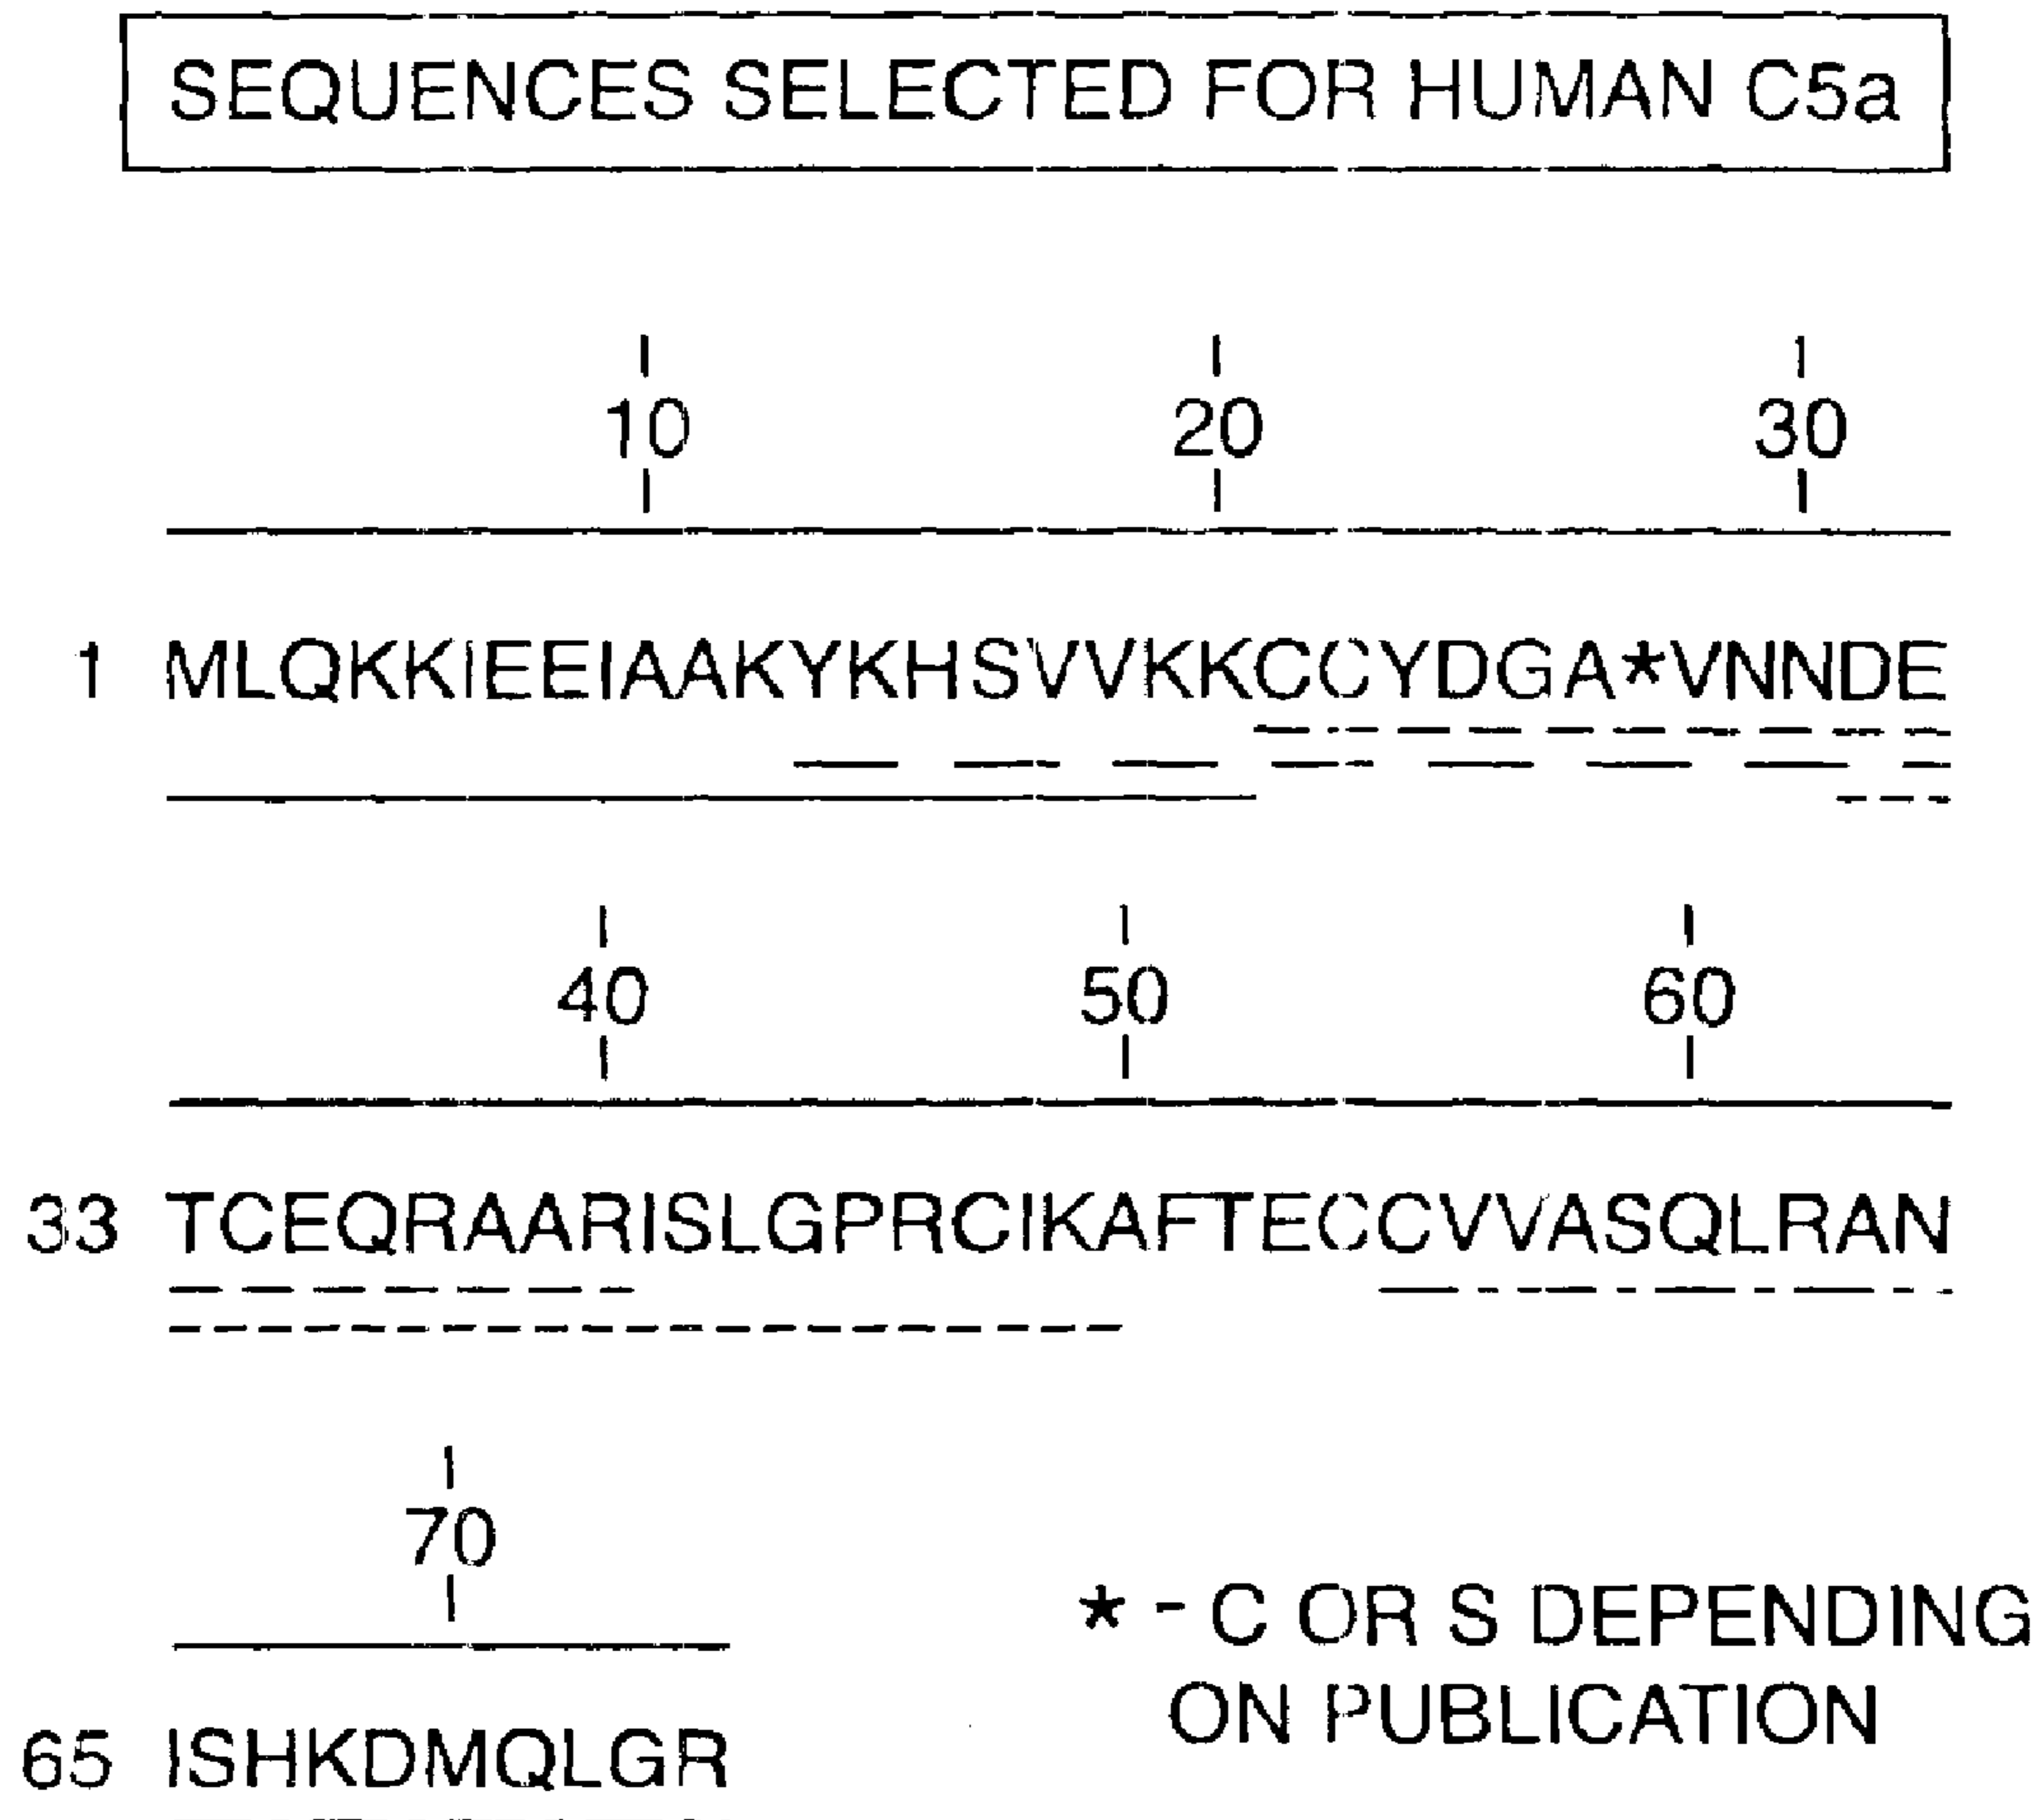 SEQUENCES SELECTED FOR HUMAN C5a
10 20 30
1 MLQKKIEEIAAKYKHSVVKKCCYDGA*VNNDE
40 50 60
33 TCEQRAARISLGPRCIKAFTECCVVASQLRAN
70
65 ISHKDMQLGR
* - C OR S DEPENDING
ON PUBLICATION